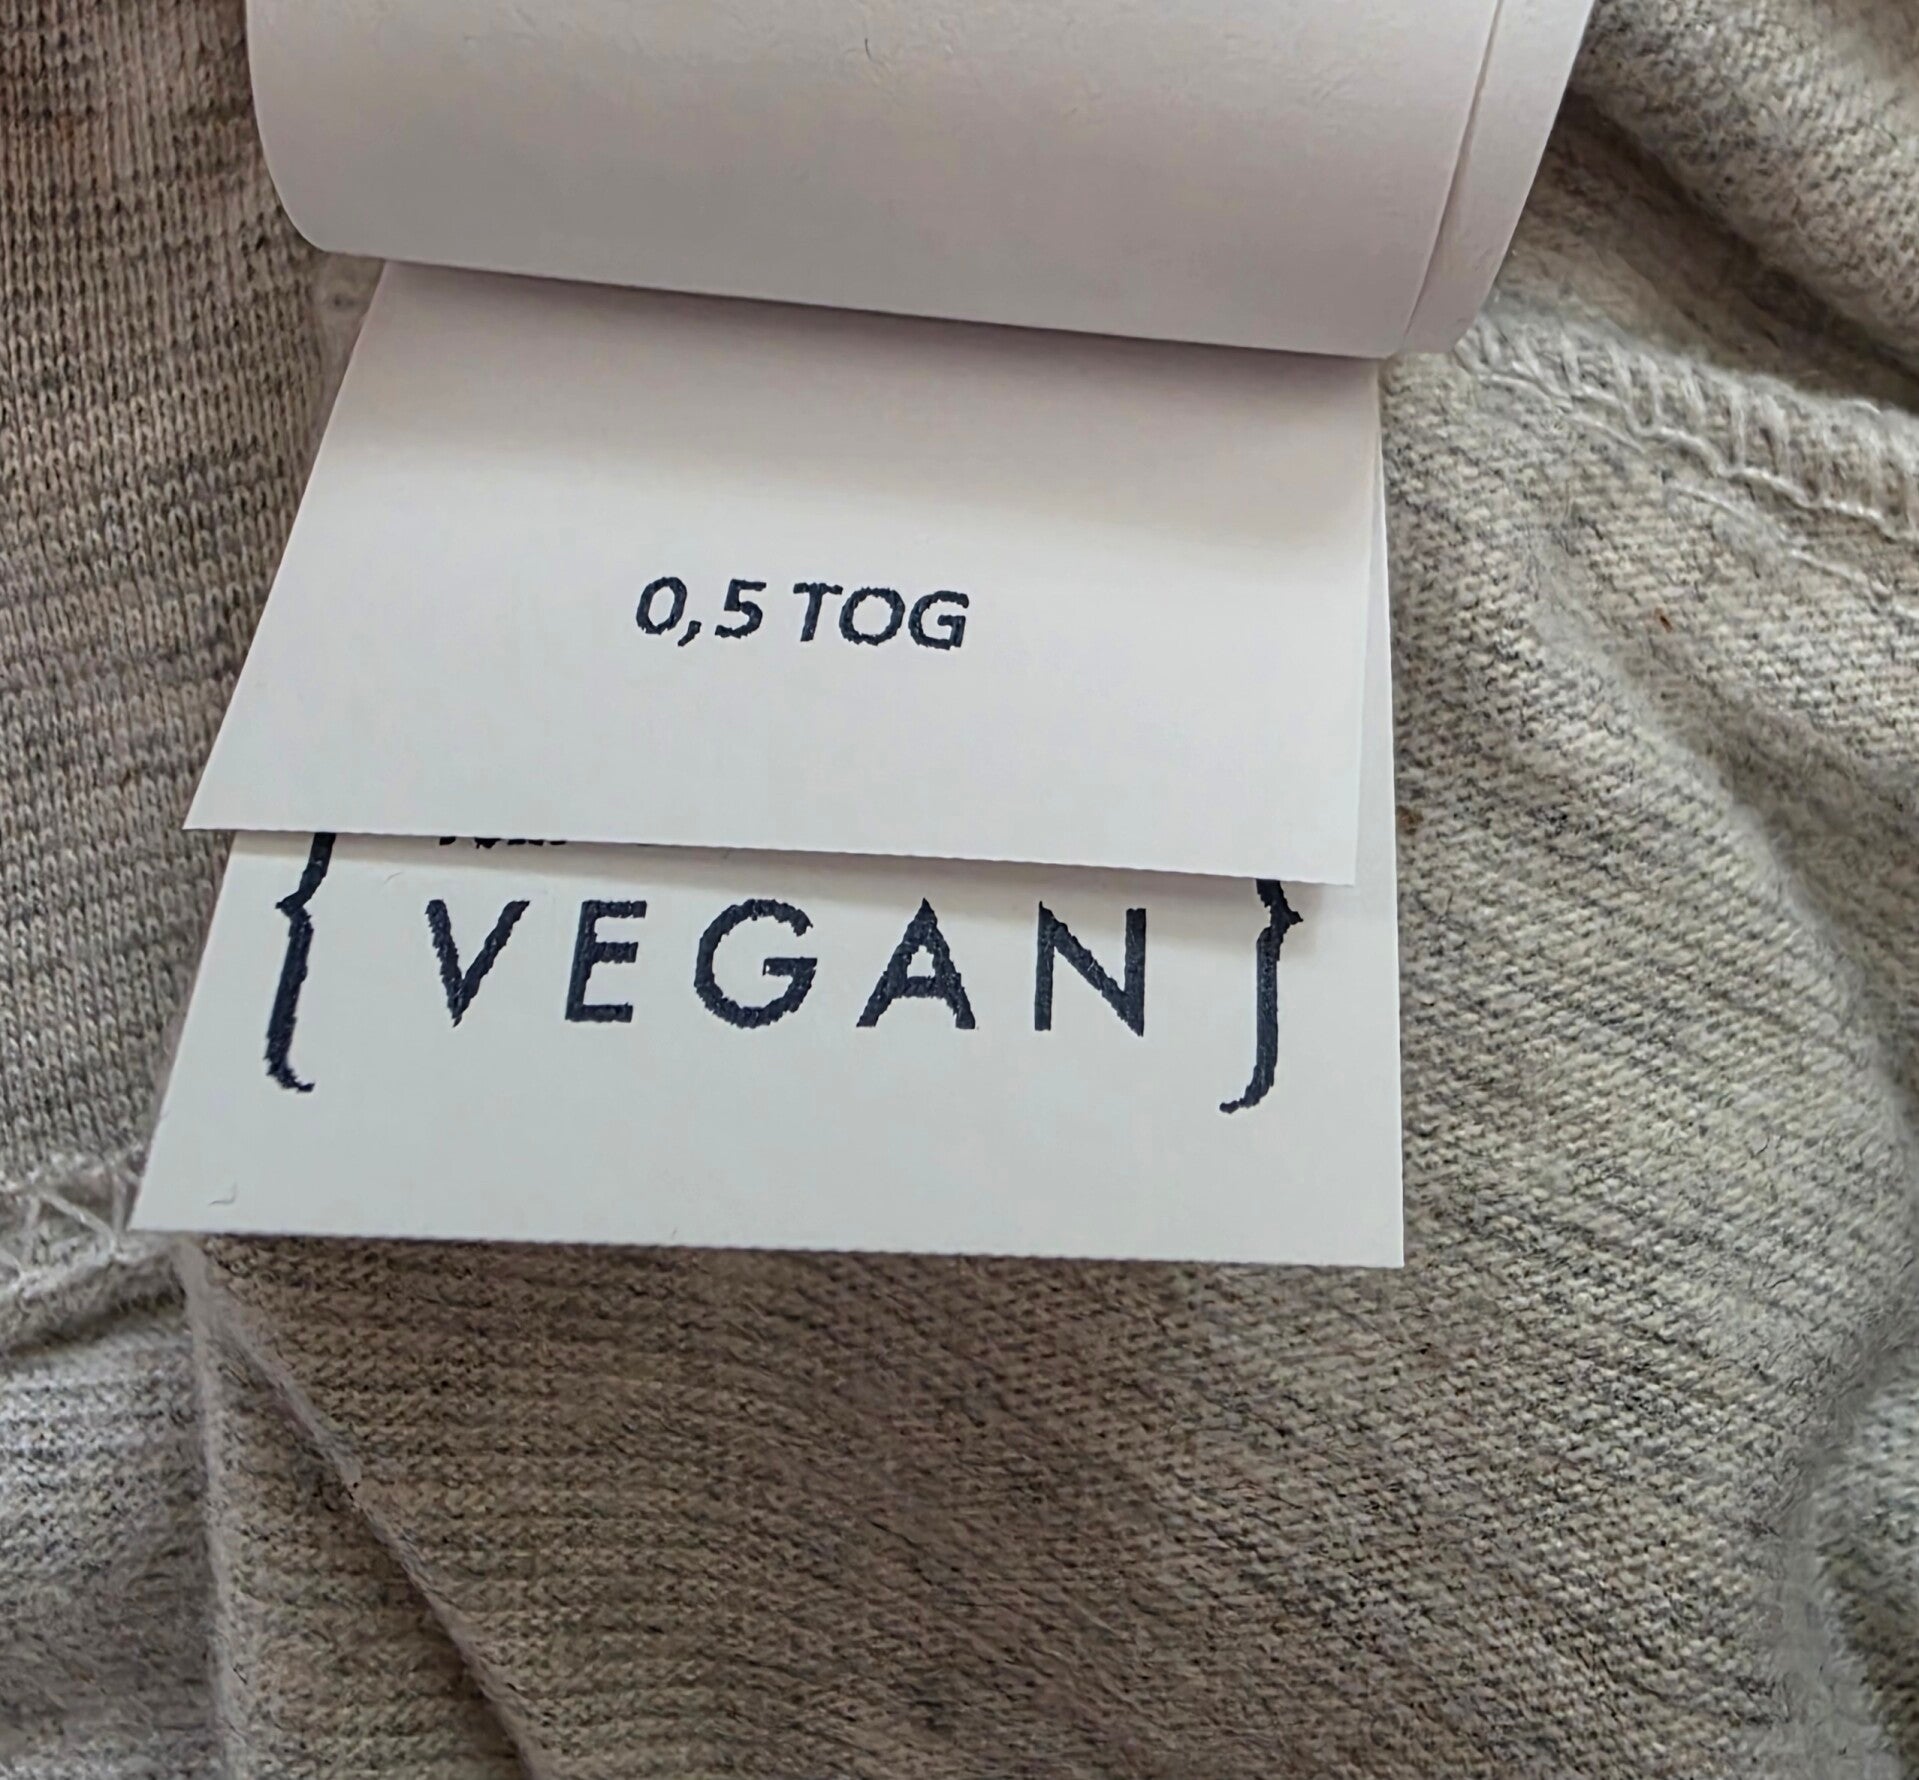 0,5 TOG
{ VEGAN }